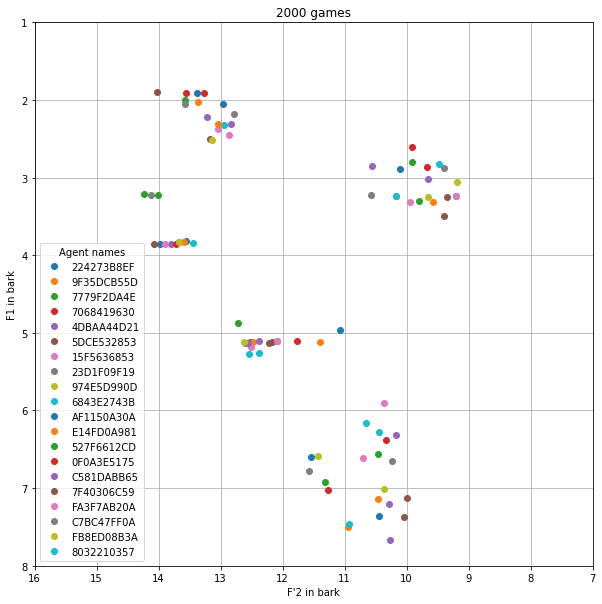 2000 games
1
2
3
4
5
6
7
8
F1 in bark
Agent names
224273B8EF
9F35DCB55D
7779F2DA4E
7068419630
4DBAA44D21
5DCE532853
15F5636853
23D1F09F19
974E5D990D
6843E2743B
AF1150A30A
E14FD0A981
527F6612CD
0F0A3E5175
C581DABB65
7F40306C59
FA3F7AB20A
C7BC47FF0A
FB8ED08B3A
8032210357
16 15 14 13 12 11 10 9 8 7
F'2 in bark